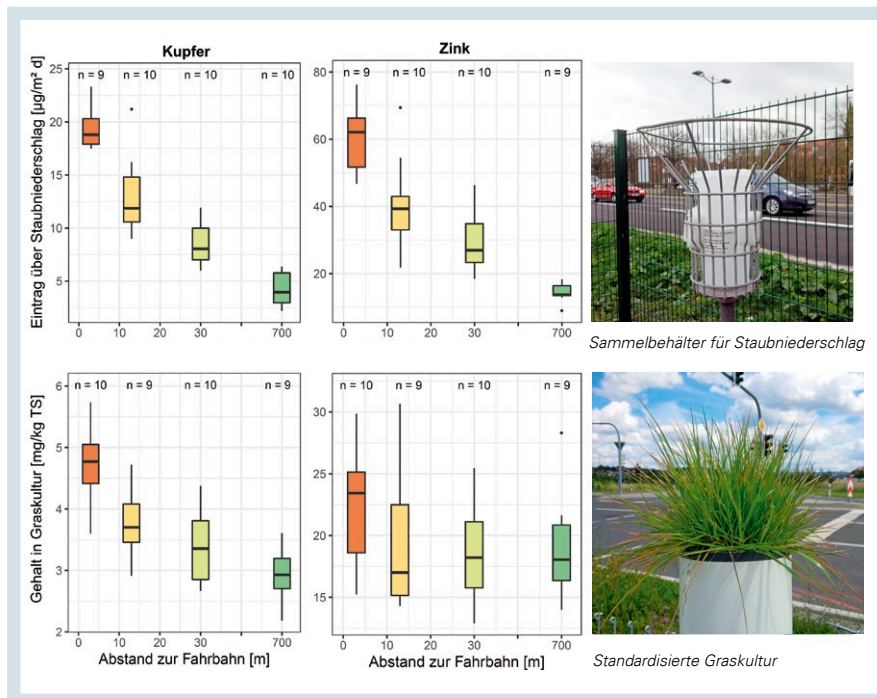 Kupfer
Zink
Eintrag über Staubniederschlag [µg/m² d]
25
20
15
10
5
n = 9
n = 10
n = 10
n = 10
0
10
20
30
700
80
60
40
20
n = 9
n = 10
n = 10
n = 9
0
10
20
30
700
Sammelbehälter für Staubniederschlag
Gehalt in Graskultur [mg/kg TS]
6
5
4
3
2
n = 10
n = 9
n = 10
n = 9
0
10
20
30
700
Abstand zur Fahrbahn [m]
30
25
20
15
n = 10
n = 9
n = 10
n = 9
0
10
20
30
700
Abstand zur Fahrbahn [m]
Standardisierte Graskultur